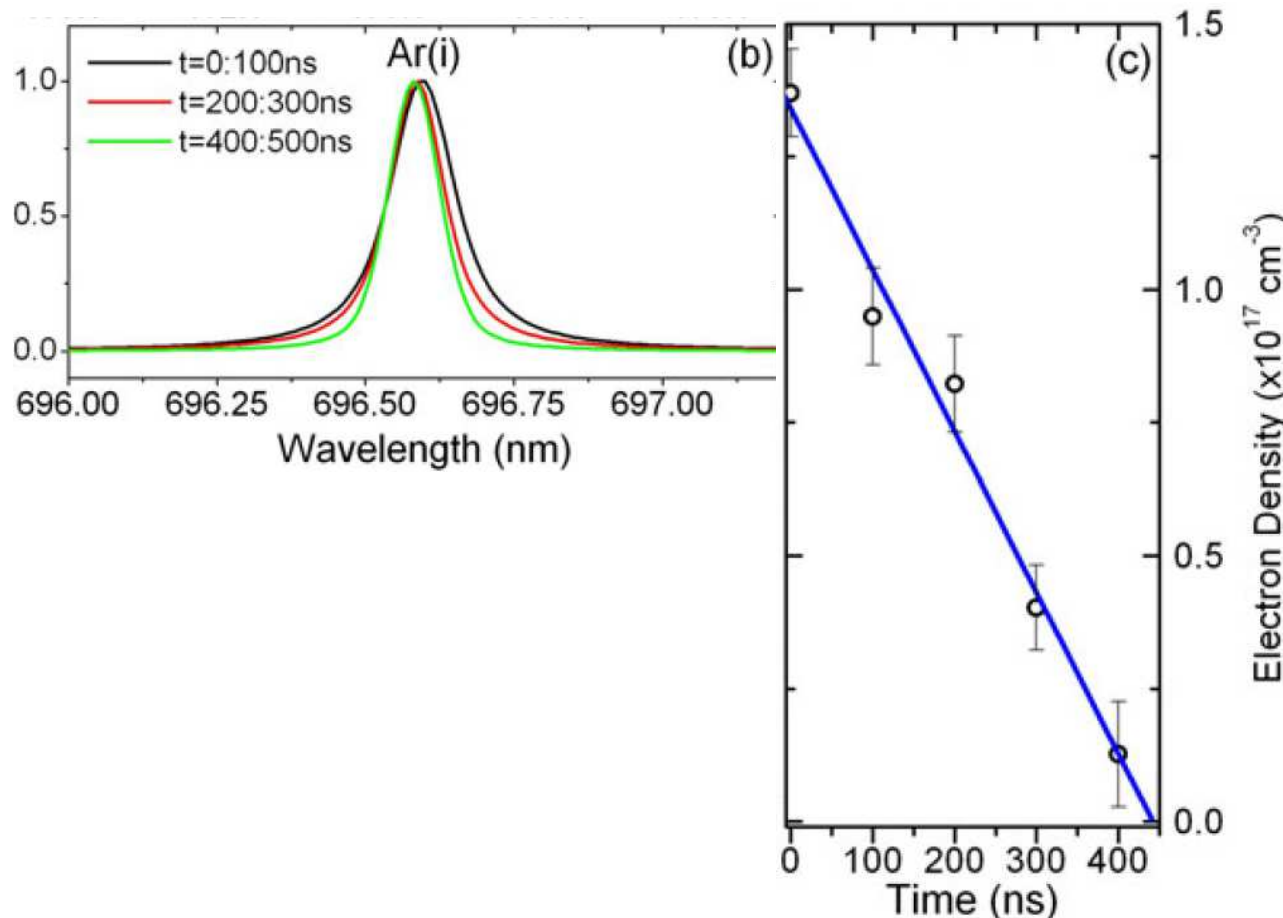 Ar(i)
(b)
t=0:100ns
t=200:300ns
t=400:500ns
1.0
0.5
0.0
696.00 696.25 696.50 696.75 697.00
Wavelength (nm)
(c)
1.5
1.0
0.5
0.0
Electron Density (x10¹⁷ cm⁻³)
0 100 200 300 400
Time (ns)